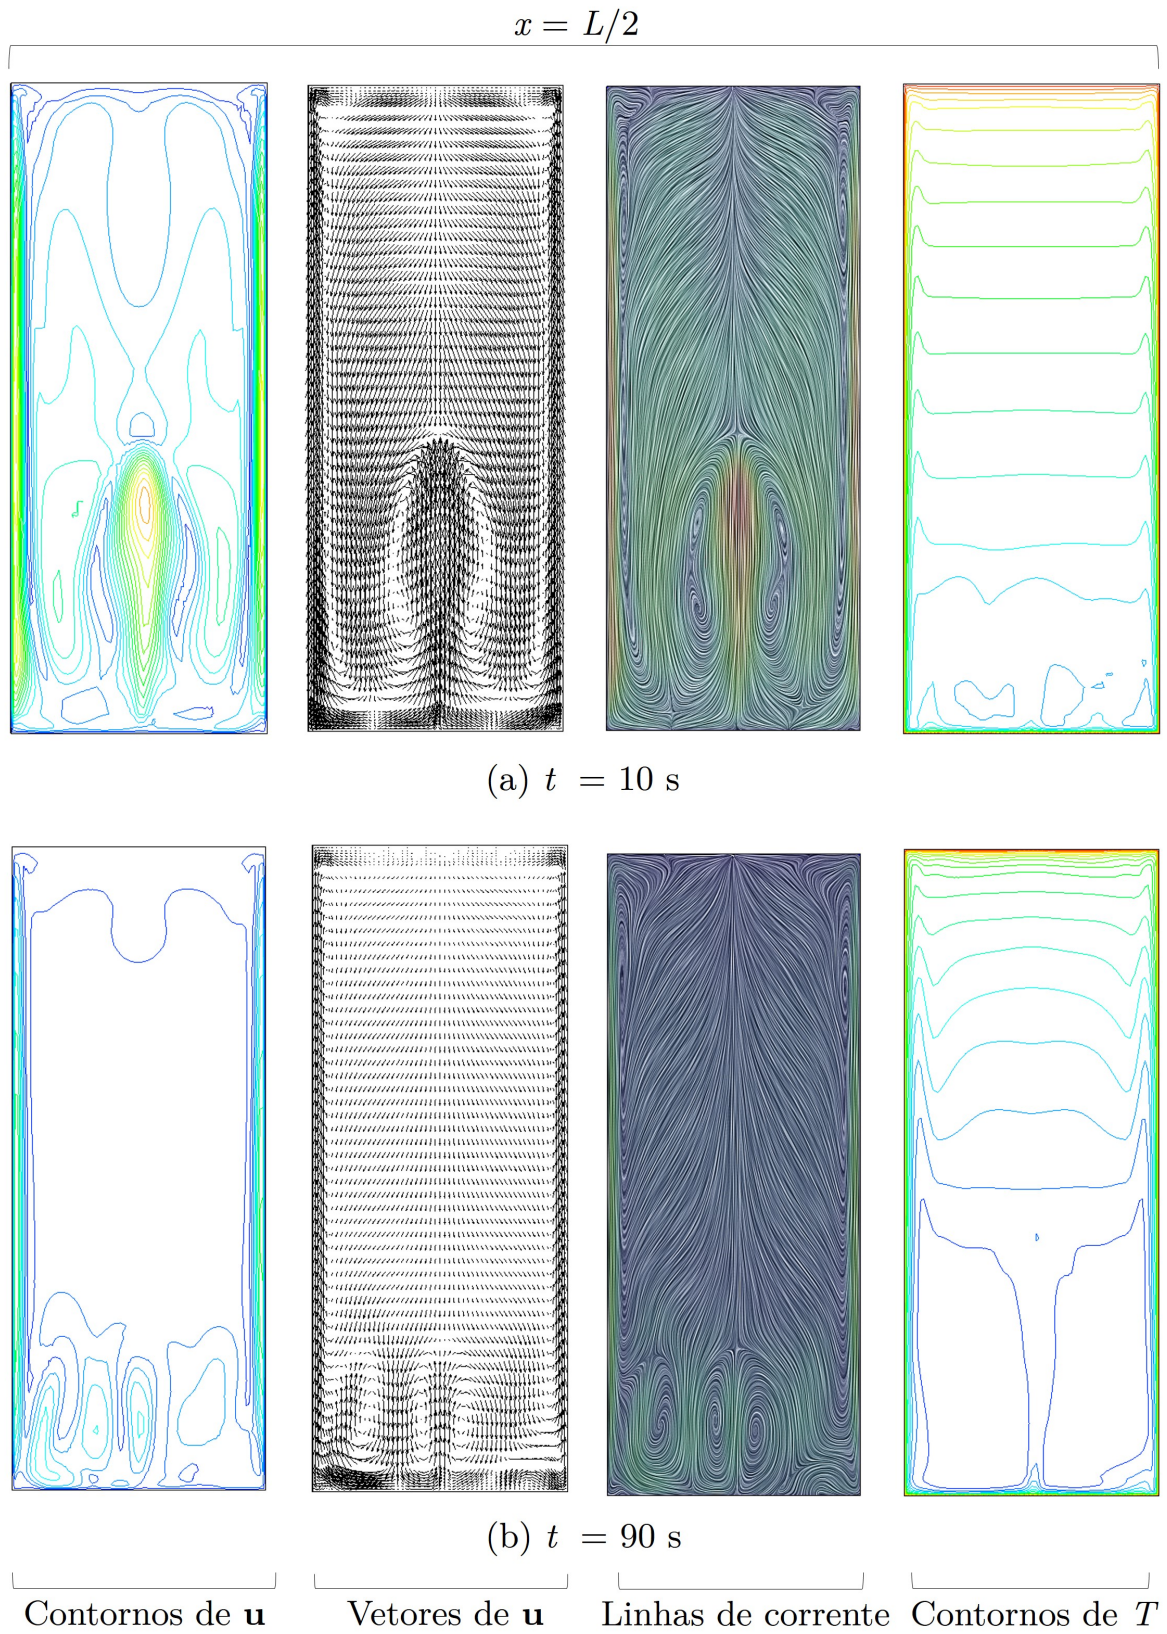 x = L/2
(a) t = 10 s
(b) t = 90 s
Contornos de u
Vetores de u
Linhas de corrente
Contornos de T